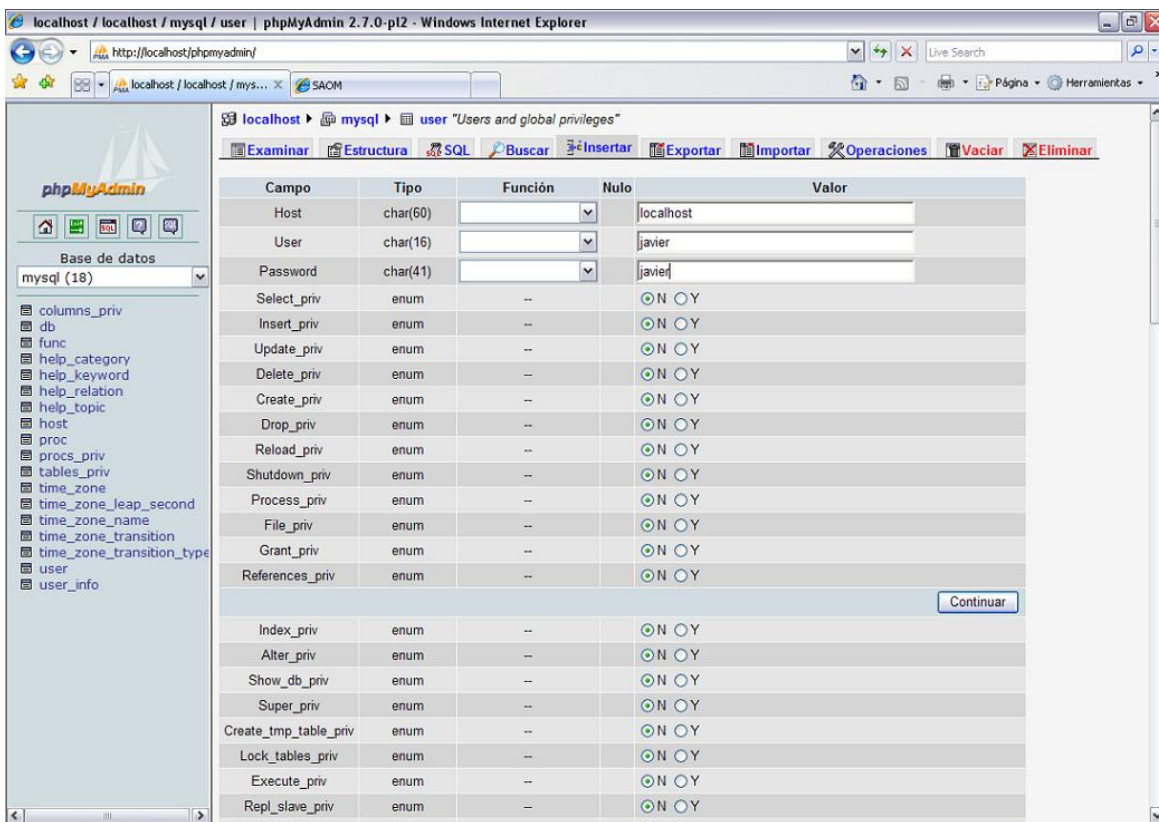 localhost / localhost / mysql / user | phpMyAdmin 2.7.0-pl2 - Windows Internet Explorer
http://localhost/phpmyadmin/
Live Search
localhost / localhost / mys...
SAOM
Página
Herramientas
phpMyAdmin
SQL
Base de datos
mysql (18)
columns_priv
db
func
help_category
help_keyword
help_relation
help_topic
host
proc
procs_priv
tables_priv
time_zone
time_zone_leap_second
time_zone_name
time_zone_transition
time_zone_transition_type
user
user_info
localhost mysql user "Users and global privileges"
Examinar Estructura SQL Buscar Insertar Exportar Importar Operaciones Vaciar Eliminar
Campo Tipo Función Nulo Valor
Host char(60) localhost
User char(16) javier
Password char(41) javier
Select_priv enum -- N Y
Insert_priv enum -- N Y
Update_priv enum -- N Y
Delete_priv enum -- N Y
Create_priv enum -- N Y
Drop_priv enum -- N Y
Reload_priv enum -- N Y
Shutdown_priv enum -- N Y
Process_priv enum -- N Y
File_priv enum -- N Y
Grant_priv enum -- N Y
References_priv enum -- N Y
Continuar
Index_priv enum -- N Y
Alter_priv enum -- N Y
Show_db_priv enum -- N Y
Super_priv enum -- N Y
Create_tmp_table_priv enum -- N Y
Lock_tables_priv enum -- N Y
Execute_priv enum -- N Y
Repl_slave_priv enum -- N Y